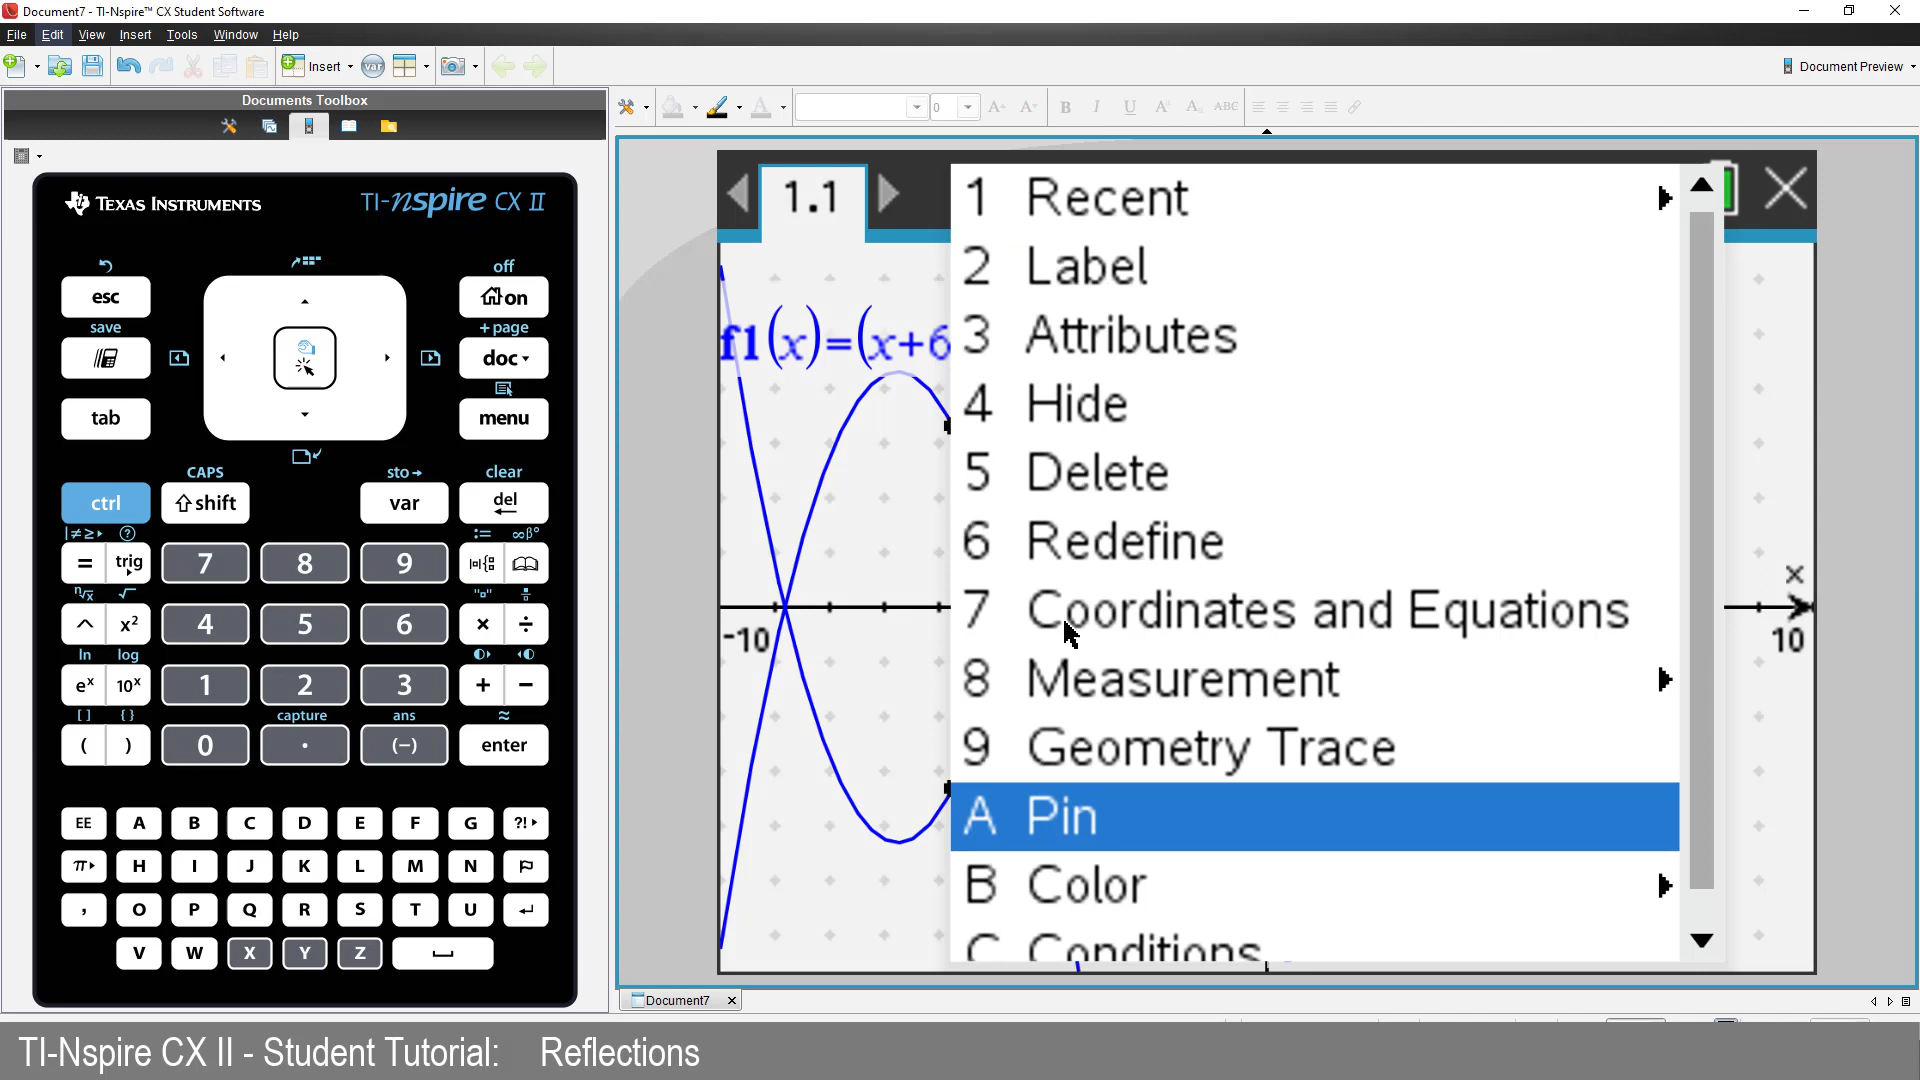 Document7 - TI-Nspire™ CX Student Software
File Edit View Insert Tools Window Help
Insert var Document Preview
Documents Toolbox
0 B I U A A ABC
TEXAS INSTRUMENTS TI-nspire CX II
off
esc on
save + page
doc
tab menu
CAPS sto→ clear
ctrl shift var del
|≠≥▸ ? := ∞β°
= trig 7 8 9
ⁿ√x √ "□"
^ x² 4 5 6 × ÷
ln log
eˣ 10ˣ 1 2 3 + −
[ ] { } capture ans ≈
( ) 0 . (−) enter
EE A B C D E F G ?!▸
π▸ H I J K L M N
, O P Q R S T U
V W X Y Z
1.1
f1(x)=(x+6
-10
x
10
1 Recent
2 Label
3 Attributes
4 Hide
5 Delete
6 Redefine
7 Coordinates and Equations
8 Measurement
9 Geometry Trace
A Pin
B Color
C Conditions
Document7
TI-Nspire CX II - Student Tutorial: Reflections